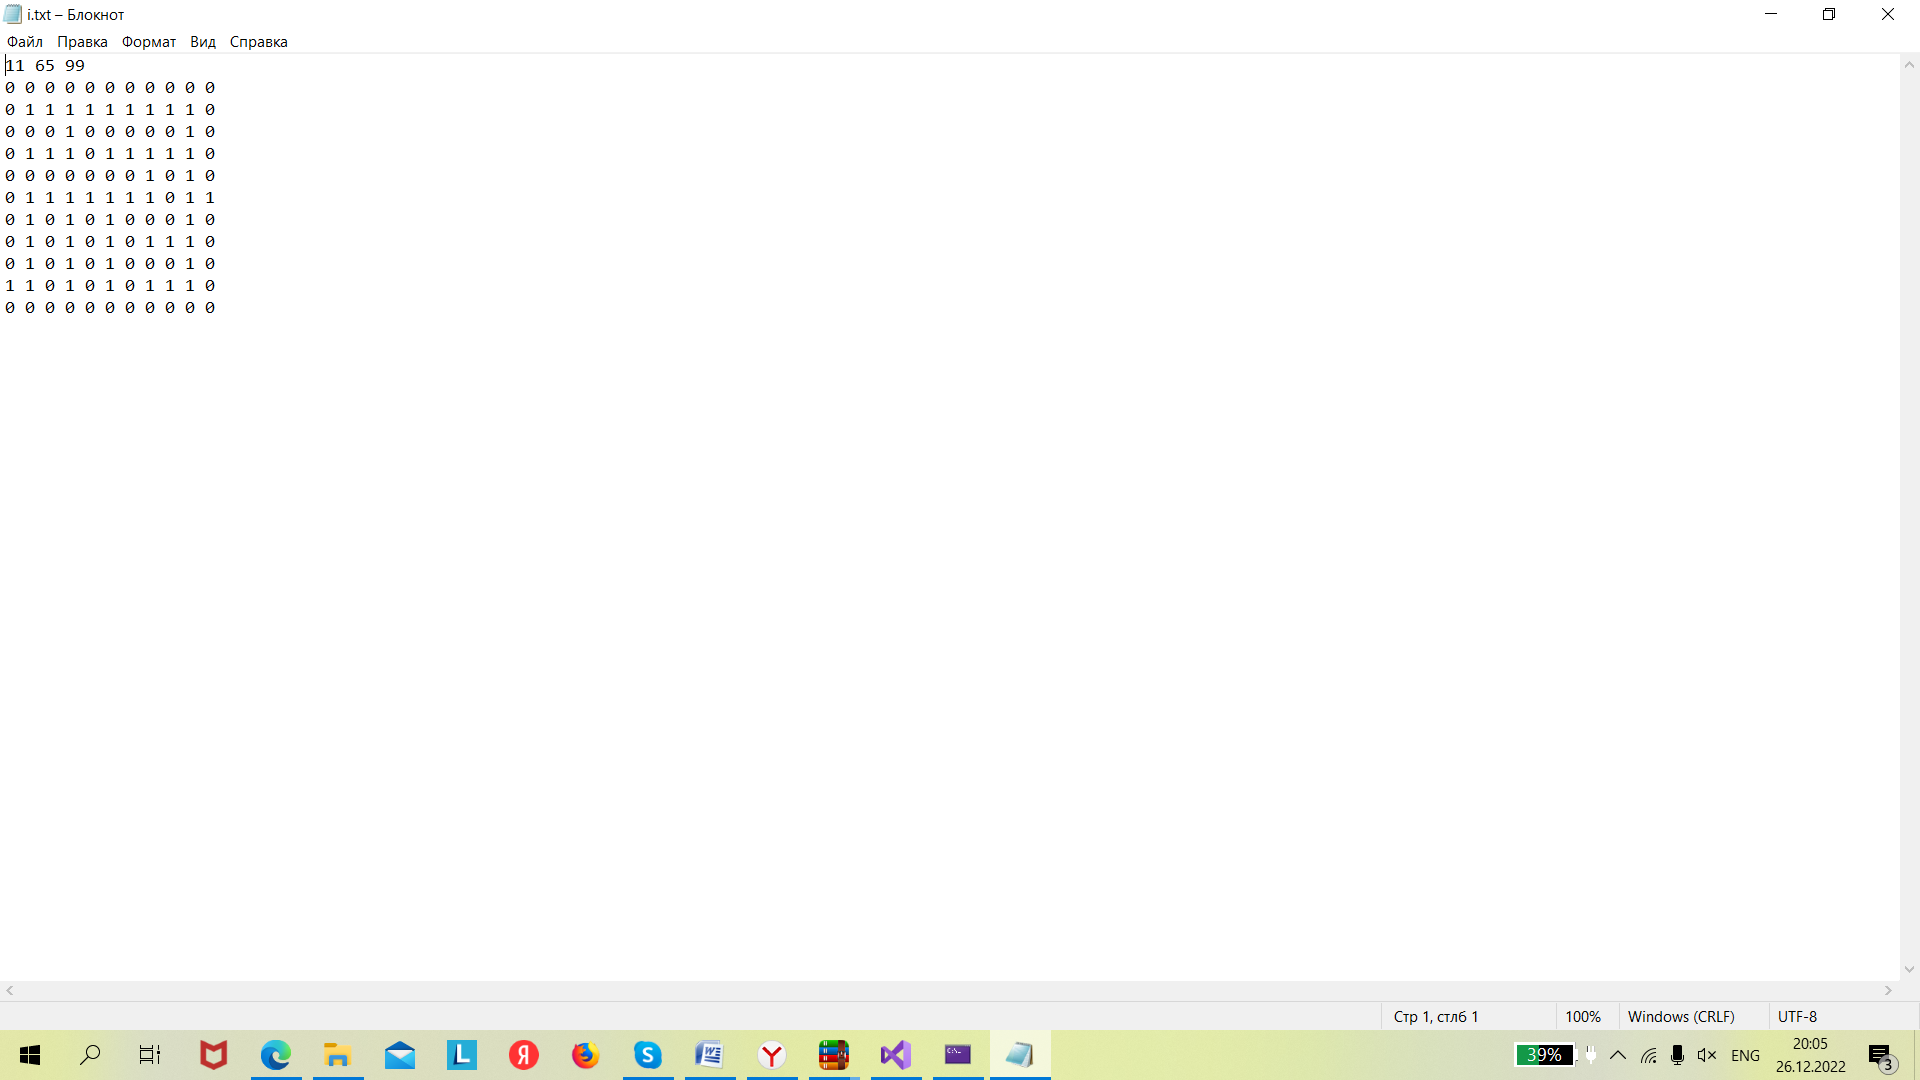 i.txt – Блокнот
Файл Правка Формат Вид Справка
11 65 99
0 0 0 0 0 0 0 0 0 0 0
0 1 1 1 1 1 1 1 1 1 0
0 0 0 1 0 0 0 0 0 1 0
0 1 1 1 0 1 1 1 1 1 0
0 0 0 0 0 0 0 1 0 1 0
0 1 1 1 1 1 1 1 0 1 1
0 1 0 1 0 1 0 0 0 1 0
0 1 0 1 0 1 0 1 1 1 0
0 1 0 1 0 1 0 0 0 1 0
1 1 0 1 0 1 0 1 1 1 0
0 0 0 0 0 0 0 0 0 0 0
Стр 1, стлб 1 100% Windows (CRLF) UTF-8
L Я S W Y C:\. 39% ENG 20:05
26.12.2022 3